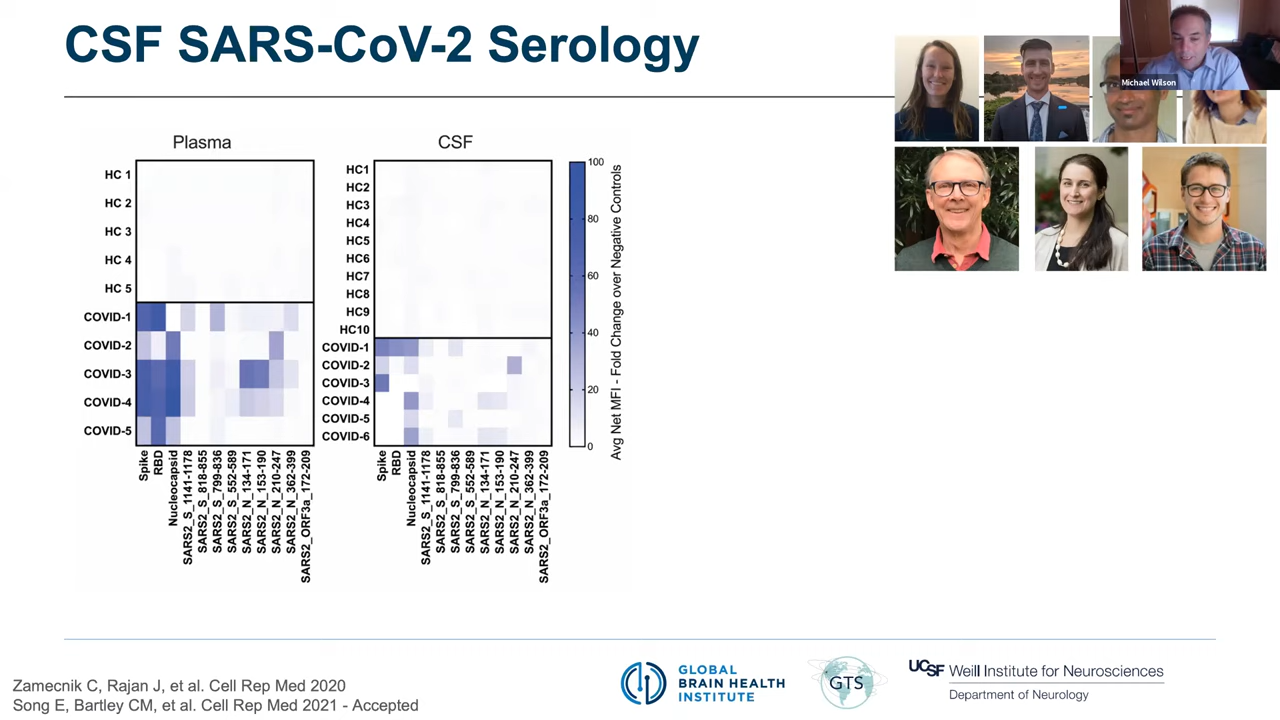 CSF SARS-CoV-2 Serology
Michael Wilson
Plasma
CSF
HC 1
HC 2
HC 3
HC 4
HC 5
COVID-1
COVID-2
COVID-3
COVID-4
COVID-5
Spike
RBD
Nucleocapsid
SARS2_S_1141-1178
SARS2_S_818-855
SARS2_S_799-836
SARS2_S_552-589
SARS2_N_134-171
SARS2_N_153-190
SARS2_N_210-247
SARS2_N_362-399
SARS2_ORF3a_172-209
HC1
HC2
HC3
HC4
HC5
HC6
HC7
HC8
HC9
HC10
COVID-1
COVID-2
COVID-3
COVID-4
COVID-5
COVID-6
Spike
RBD
Nucleocapsid
SARS2_S_1141-1178
SARS2_S_818-855
SARS2_S_799-836
SARS2_S_552-589
SARS2_N_134-171
SARS2_N_153-190
SARS2_N_210-247
SARS2_N_362-399
SARS2_ORF3a_172-209
100
80
60
40
20
0
Avg Net MFI - Fold Change over Negative Controls
Zamecnik C, Rajan J, et al. Cell Rep Med 2020
Song E, Bartley CM, et al. Cell Rep Med 2021 - Accepted
GLOBAL
BRAIN HEALTH
INSTITUTE
GTS
UCSF Weill Institute for Neurosciences
Department of Neurology